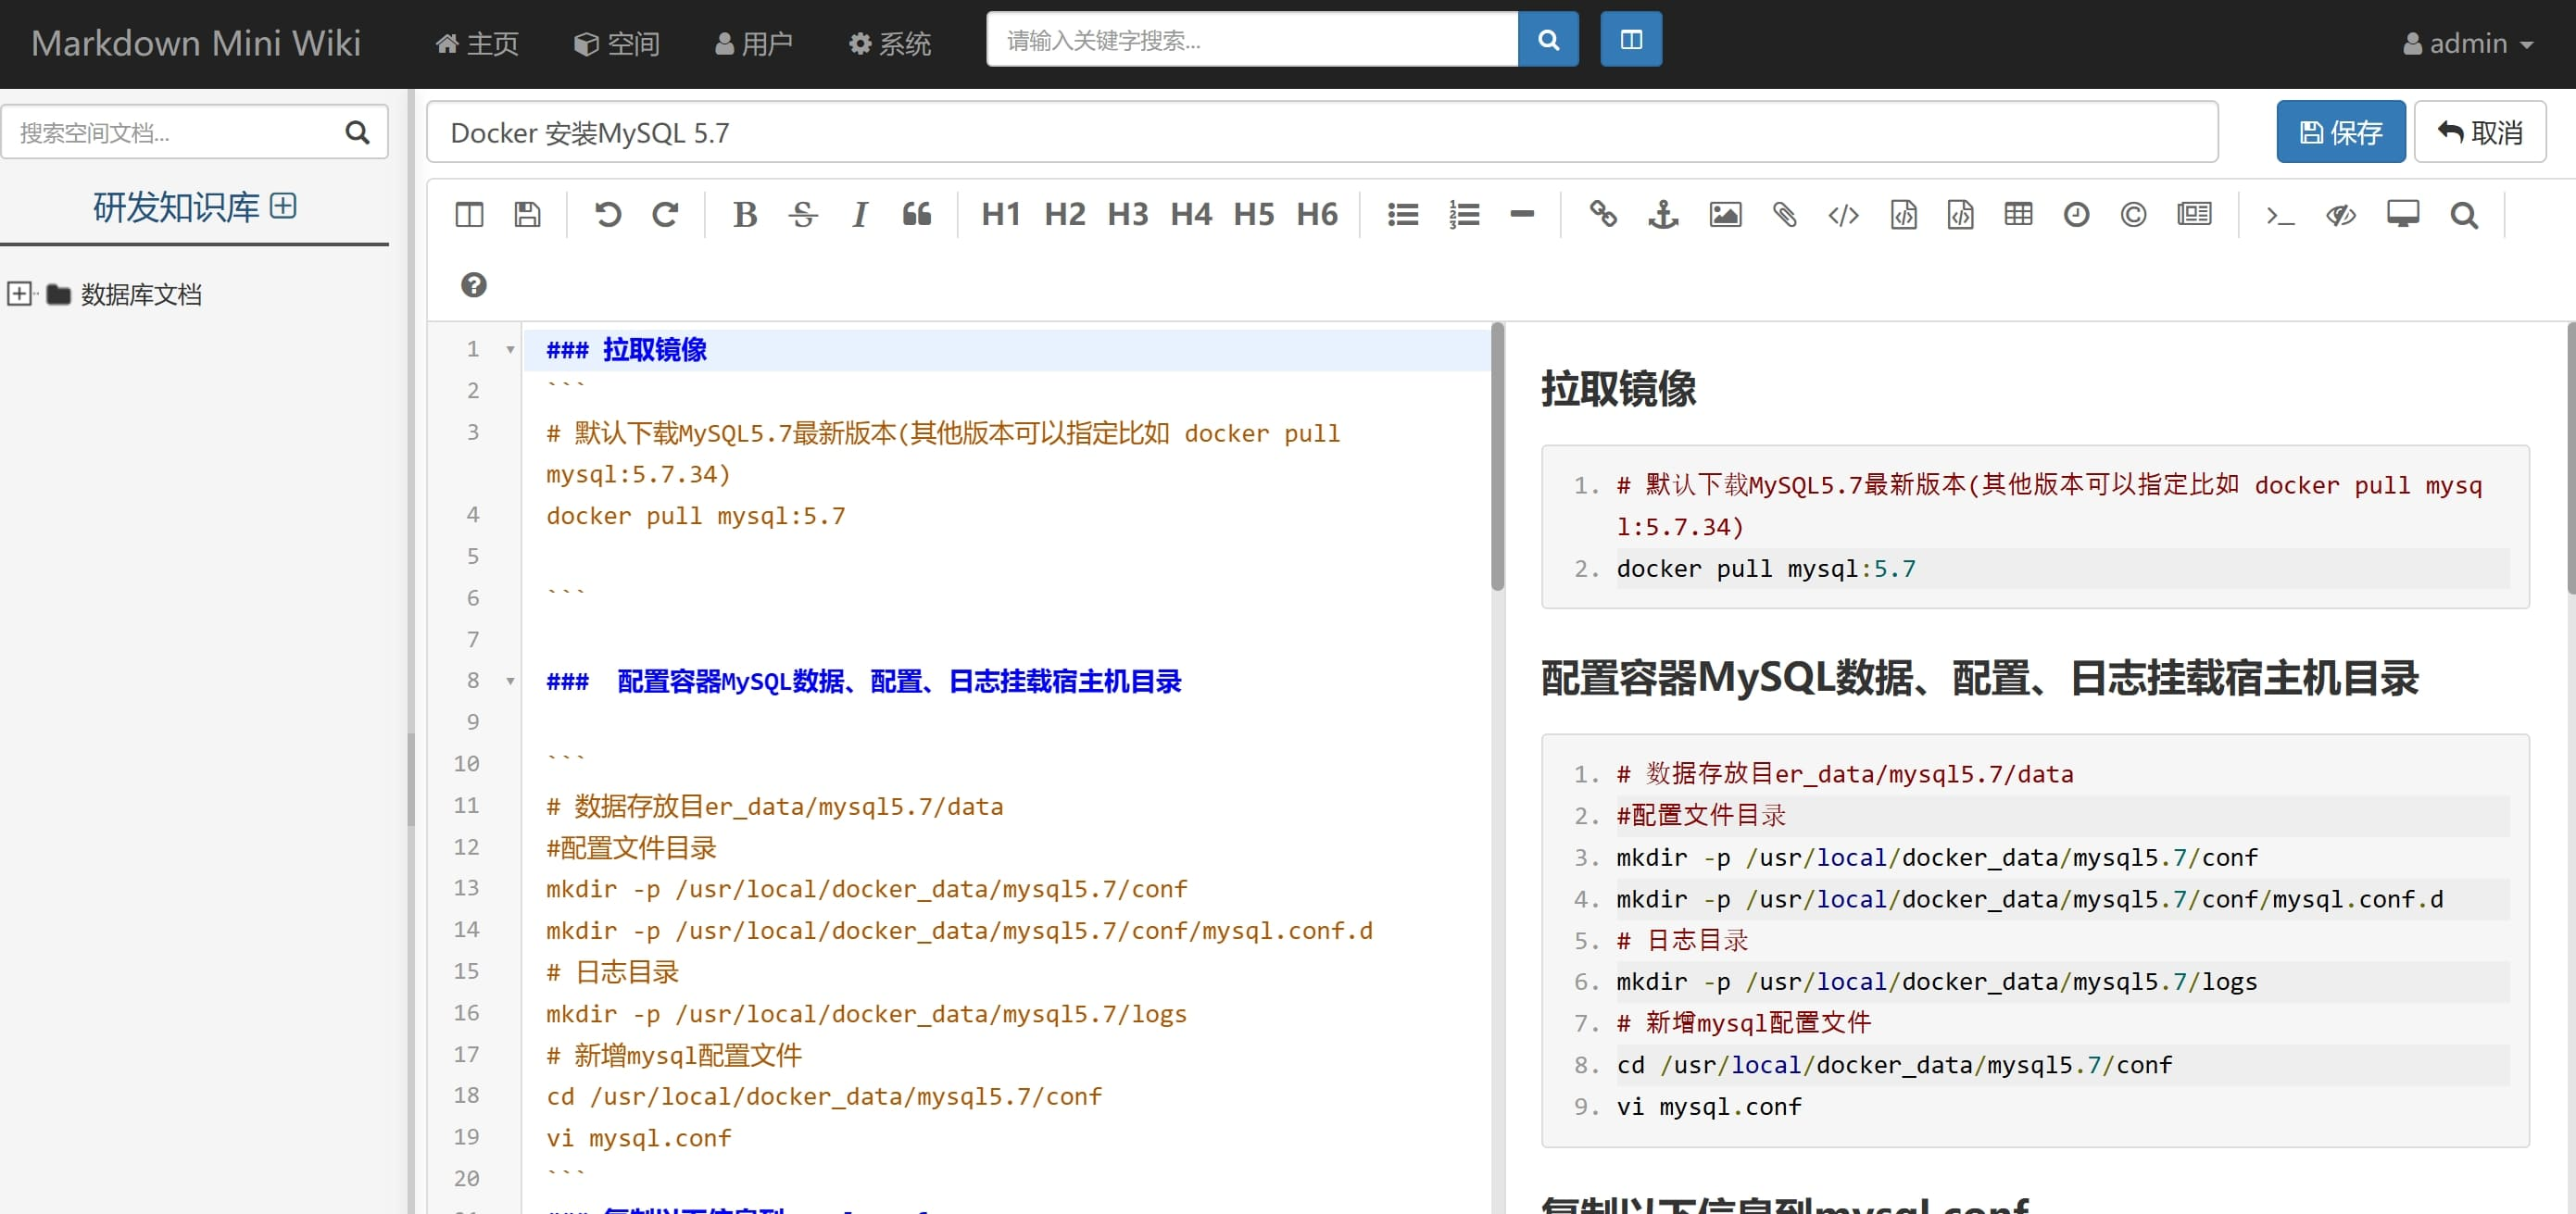 Markdown Mini Wiki 主页 空间 用户 系统 请输入关键字搜索... admin
搜索空间文档...
研发知识库
数据库文档
Docker 安装MySQL 5.7 保存 取消
B S I H1 H2 H3 H4 H5 H6
1 ### 拉取镜像
2 ```
3 # 默认下载MySQL5.7最新版本(其他版本可以指定比如 docker pull
mysql:5.7.34)
4 docker pull mysql:5.7
5
6 ```
7
8 ###  配置容器MySQL数据、配置、日志挂载宿主机目录
9
10 ```
11 # 数据存放目er_data/mysql5.7/data
12 #配置文件目录
13 mkdir -p /usr/local/docker_data/mysql5.7/conf
14 mkdir -p /usr/local/docker_data/mysql5.7/conf/mysql.conf.d
15 # 日志目录
16 mkdir -p /usr/local/docker_data/mysql5.7/logs
17 # 新增mysql配置文件
18 cd /usr/local/docker_data/mysql5.7/conf
19 vi mysql.conf
20 ```
拉取镜像
1. # 默认下载MySQL5.7最新版本(其他版本可以指定比如 docker pull mysq
l:5.7.34)
2. docker pull mysql:5.7
配置容器MySQL数据、配置、日志挂载宿主机目录
1. # 数据存放目er_data/mysql5.7/data
2. #配置文件目录
3. mkdir -p /usr/local/docker_data/mysql5.7/conf
4. mkdir -p /usr/local/docker_data/mysql5.7/conf/mysql.conf.d
5. # 日志目录
6. mkdir -p /usr/local/docker_data/mysql5.7/logs
7. # 新增mysql配置文件
8. cd /usr/local/docker_data/mysql5.7/conf
9. vi mysql.conf
复制以下信息到mysql.conf